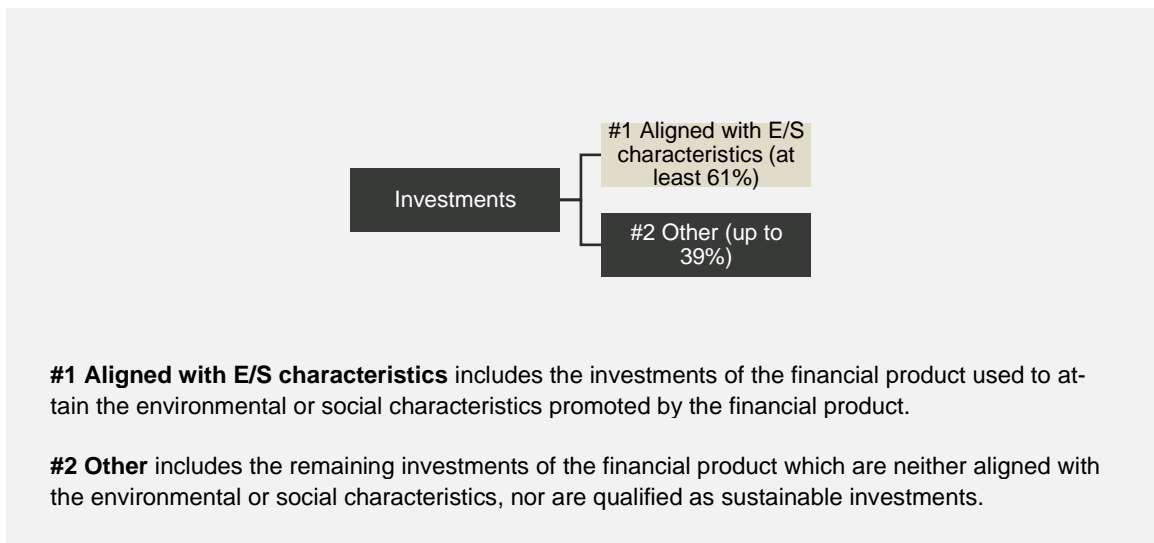 #1 Aligned with E/S
characteristics (at
least 61%)
Investments
#2 Other (up to
39%)
#1 Aligned with E/S characteristics includes the investments of the financial product used to at-
tain the environmental or social characteristics promoted by the financial product.
#2 Other includes the remaining investments of the financial product which are neither aligned with
the environmental or social characteristics, nor are qualified as sustainable investments.